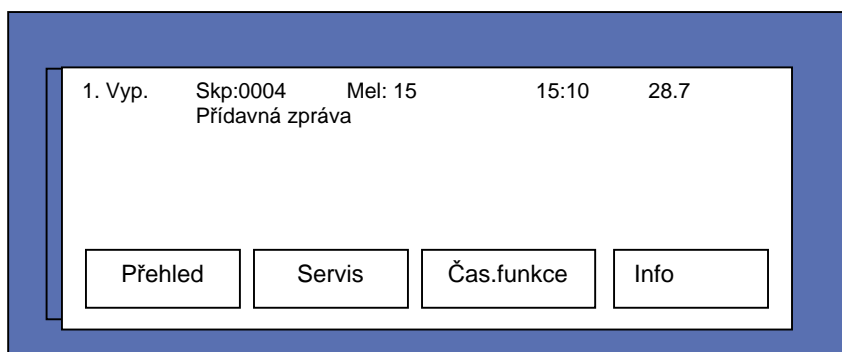 1. Vyp. Skp:0004 Mel: 15 15:10 28.7
Přídavná zpráva
Přehled Servis Čas.funkce Info